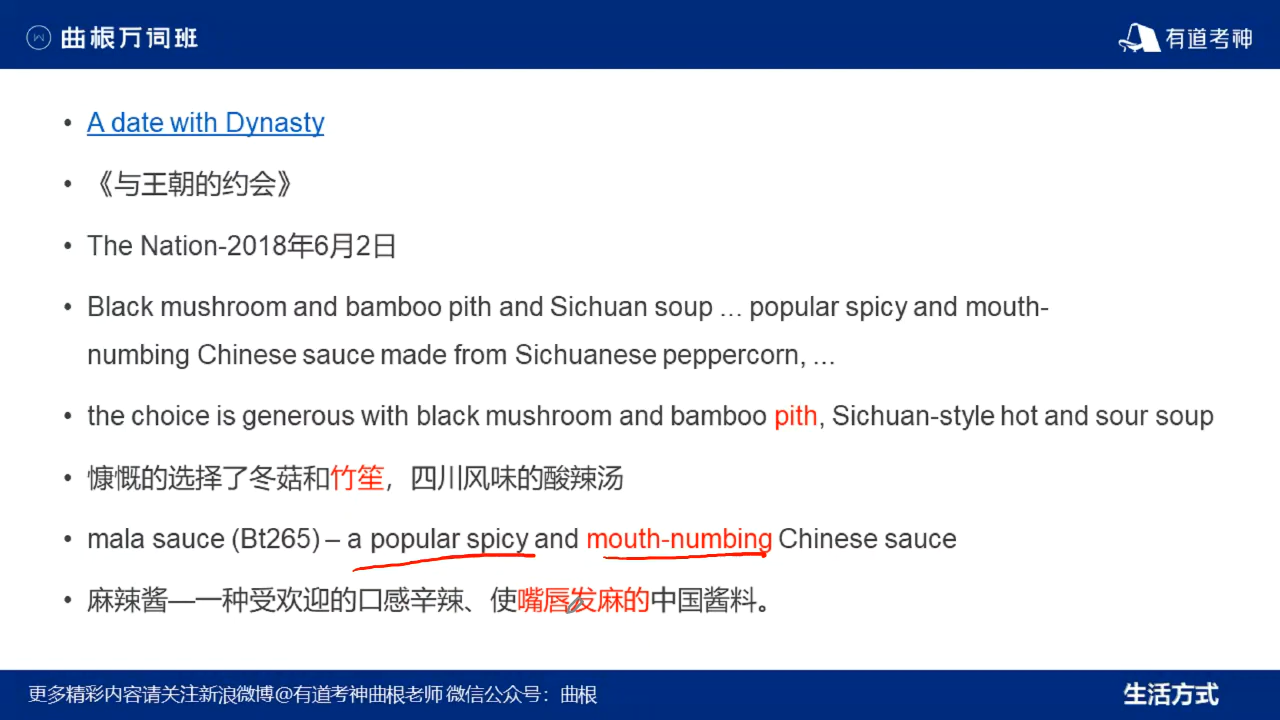 曲根万词班
有道考神
• A date with Dynasty
• 《与王朝的约会》
• The Nation-2018年6月2日
• Black mushroom and bamboo pith and Sichuan soup ... popular spicy and mouth-
numbing Chinese sauce made from Sichuanese peppercorn, ...
• the choice is generous with black mushroom and bamboo pith, Sichuan-style hot and sour soup
• 慷慨的选择了冬菇和竹笙，四川风味的酸辣汤
• mala sauce (Bt265) – a popular spicy and mouth-numbing Chinese sauce
• 麻辣酱—一种受欢迎的口感辛辣、使嘴唇发麻的中国酱料。
更多精彩内容请关注新浪微博@有道考神曲根老师 微信公众号：曲根
生活方式